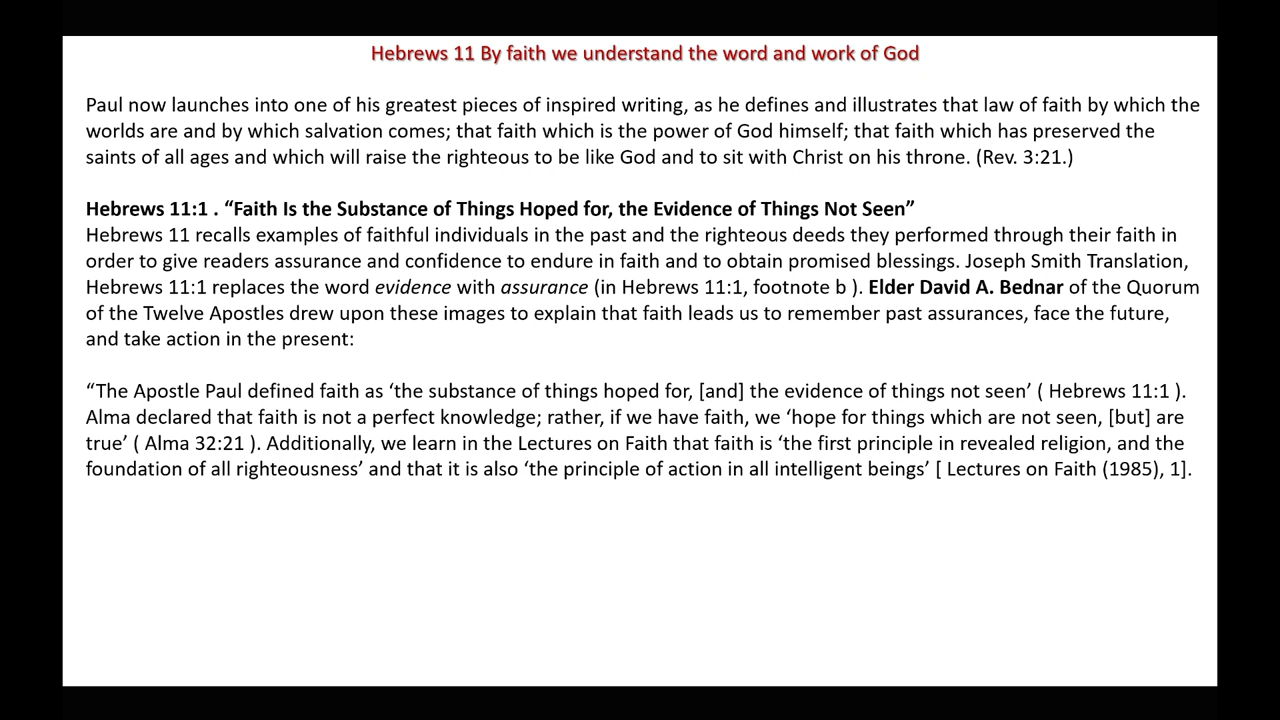 Hebrews 11 By faith we understand the word and work of God
Paul now launches into one of his greatest pieces of inspired writing, as he defines and illustrates that law of faith by which the
worlds are and by which salvation comes; that faith which is the power of God himself; that faith which has preserved the
saints of all ages and which will raise the righteous to be like God and to sit with Christ on his throne. (Rev. 3:21.)
Hebrews 11:1 . “Faith Is the Substance of Things Hoped for, the Evidence of Things Not Seen”
Hebrews 11 recalls examples of faithful individuals in the past and the righteous deeds they performed through their faith in
order to give readers assurance and confidence to endure in faith and to obtain promised blessings. Joseph Smith Translation,
Hebrews 11:1 replaces the word evidence with assurance (in Hebrews 11:1, footnote b ). Elder David A. Bednar of the Quorum
of the Twelve Apostles drew upon these images to explain that faith leads us to remember past assurances, face the future,
and take action in the present:
“The Apostle Paul defined faith as ‘the substance of things hoped for, [and] the evidence of things not seen’ ( Hebrews 11:1 ).
Alma declared that faith is not a perfect knowledge; rather, if we have faith, we ‘hope for things which are not seen, [but] are
true’ ( Alma 32:21 ). Additionally, we learn in the Lectures on Faith that faith is ‘the first principle in revealed religion, and the
foundation of all righteousness’ and that it is also ‘the principle of action in all intelligent beings’ [ Lectures on Faith (1985), 1].